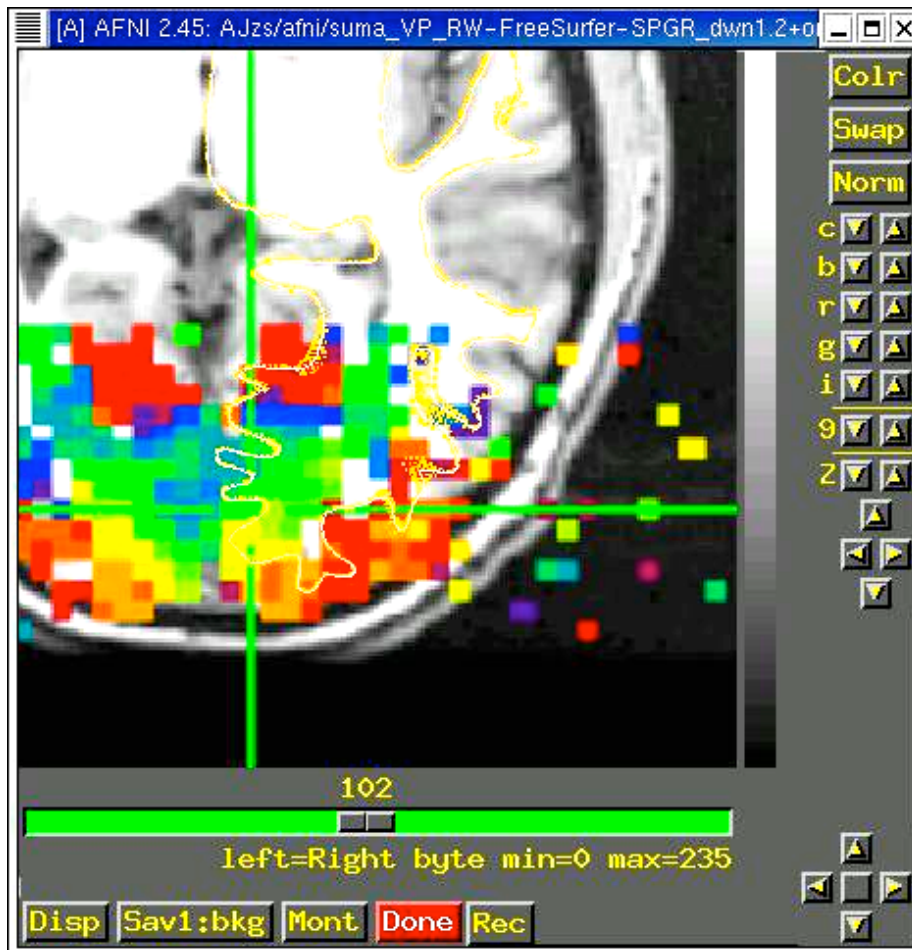 [A] AFNI 2.45: AJzs/afni/suma_VP_RW-FreeSurfer-SPGR_dwn1.2+or
Colr
Swap
Norm
c
b
r
g
i
9
Z
102
left=Right byte min=0 max=235
Disp Sav1:bkg Mont Done Rec